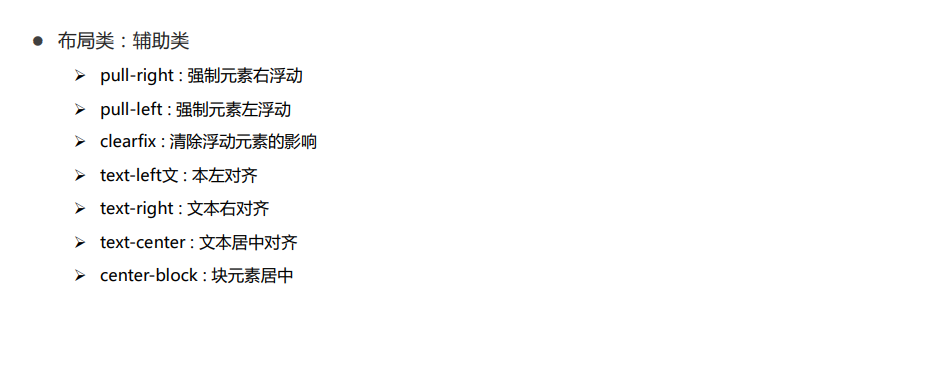 ● 布局类：辅助类
➢ pull-right : 强制元素右浮动
➢ pull-left : 强制元素左浮动
➢ clearfix : 清除浮动元素的影响
➢ text-left文 : 本左对齐
➢ text-right : 文本右对齐
➢ text-center : 文本居中对齐
➢ center-block : 块元素居中